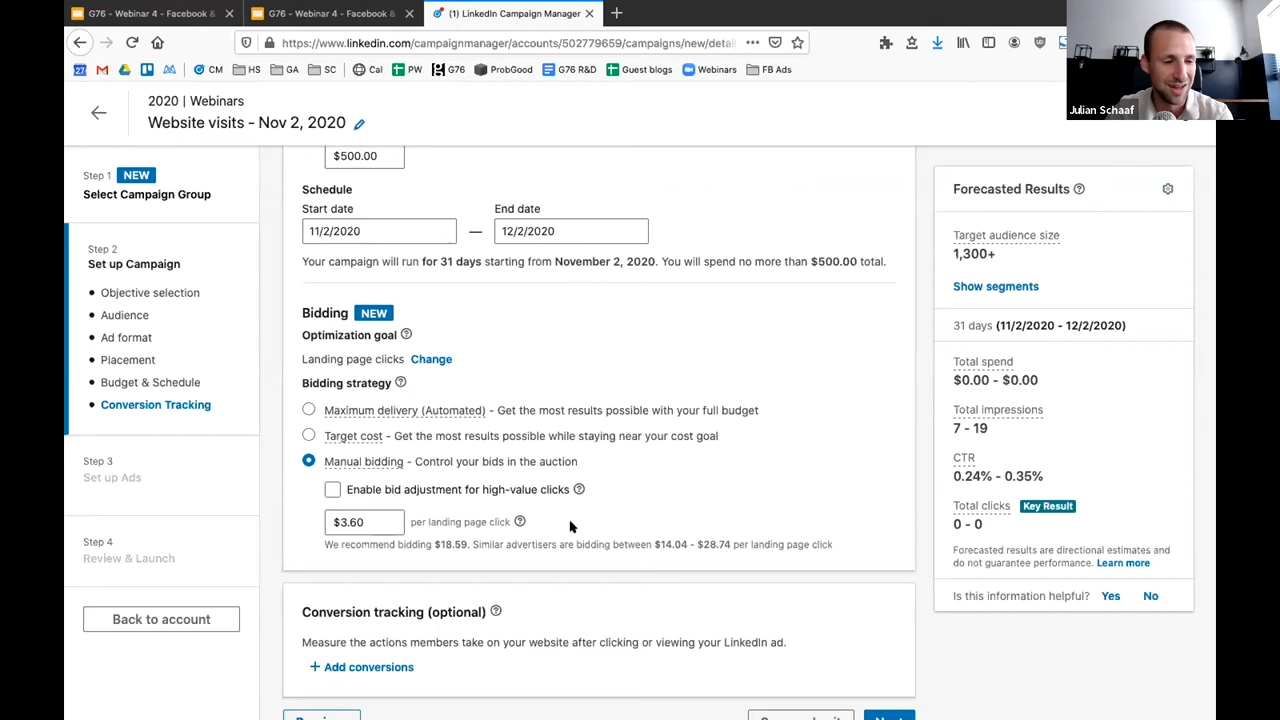 G76 - Webinar 4 - Facebook &
G76 - Webinar 4 - Facebook &
(1) LinkedIn Campaign Manager
https://www.linkedin.com/campaignmanager/accounts/502779659/campaigns/new/detai
27
CM
HS
GA
SC
Cal
PW
G76
ProbGood
G76 R&D
Guest blogs
Webinars
FB Ads
Julian Schaaf
2020 | Webinars
Website visits - Nov 2, 2020
Step 1 NEW
Select Campaign Group
Step 2
Set up Campaign
• Objective selection
• Audience
• Ad format
• Placement
• Budget & Schedule
• Conversion Tracking
Step 3
Set up Ads
Step 4
Review & Launch
Back to account
$500.00
Schedule
Start date
End date
11/2/2020 — 12/2/2020
Your campaign will run for 31 days starting from November 2, 2020. You will spend no more than $500.00 total.
Bidding NEW
Optimization goal
Landing page clicks Change
Bidding strategy
Maximum delivery (Automated) - Get the most results possible with your full budget
Target cost - Get the most results possible while staying near your cost goal
Manual bidding - Control your bids in the auction
Enable bid adjustment for high-value clicks
$3.60 per landing page click
We recommend bidding $18.59. Similar advertisers are bidding between $14.04 - $28.74 per landing page click
Conversion tracking (optional)
Measure the actions members take on your website after clicking or viewing your LinkedIn ad.
+ Add conversions
Forecasted Results
Target audience size
1,300+
Show segments
31 days (11/2/2020 - 12/2/2020)
Total spend
$0.00 - $0.00
Total impressions
7 - 19
CTR
0.24% - 0.35%
Total clicks Key Result
0 - 0
Forecasted results are directional estimates and
do not guarantee performance. Learn more
Is this information helpful? Yes No